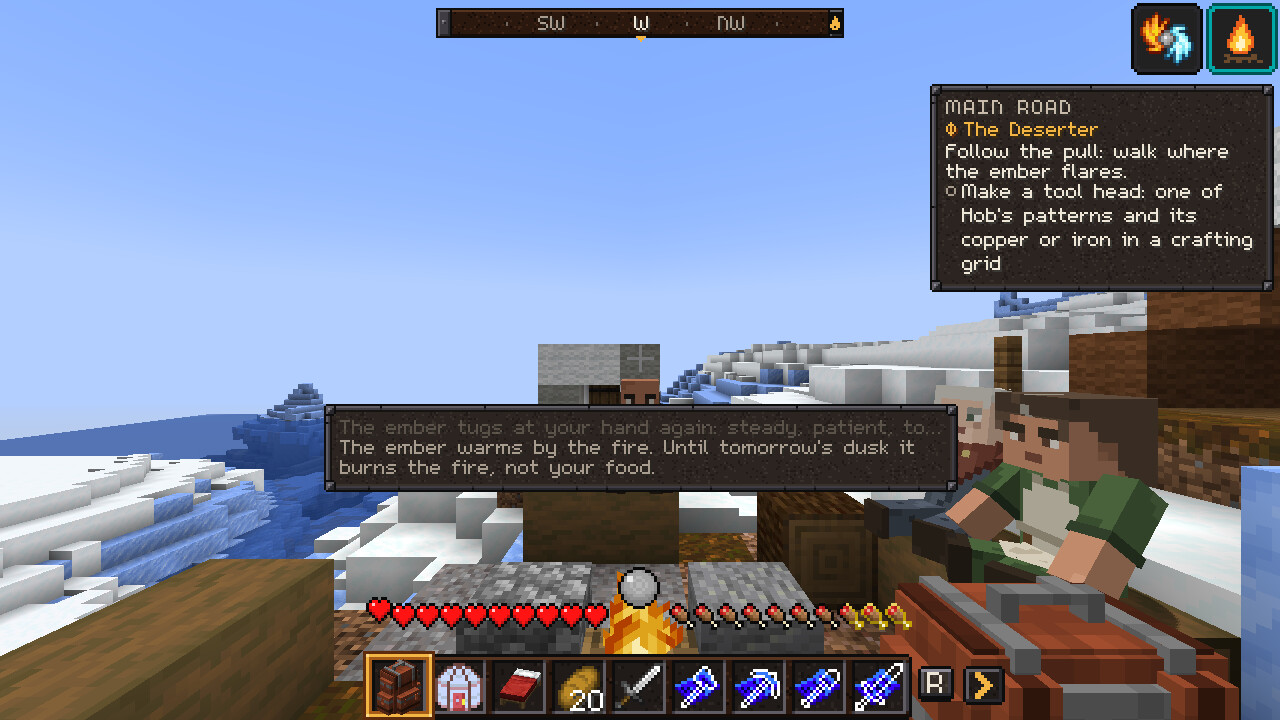 SW W NW
MAIN ROAD
The Deserter
Follow the pull: walk where
the ember flares.
Make a tool head: one of
Hob's patterns and its
copper or iron in a crafting
grid
The ember tugs at your hand again: steady, patient, to...
The ember warms by the fire. Until tomorrow's dusk it
burns the fire, not your food.
20
R